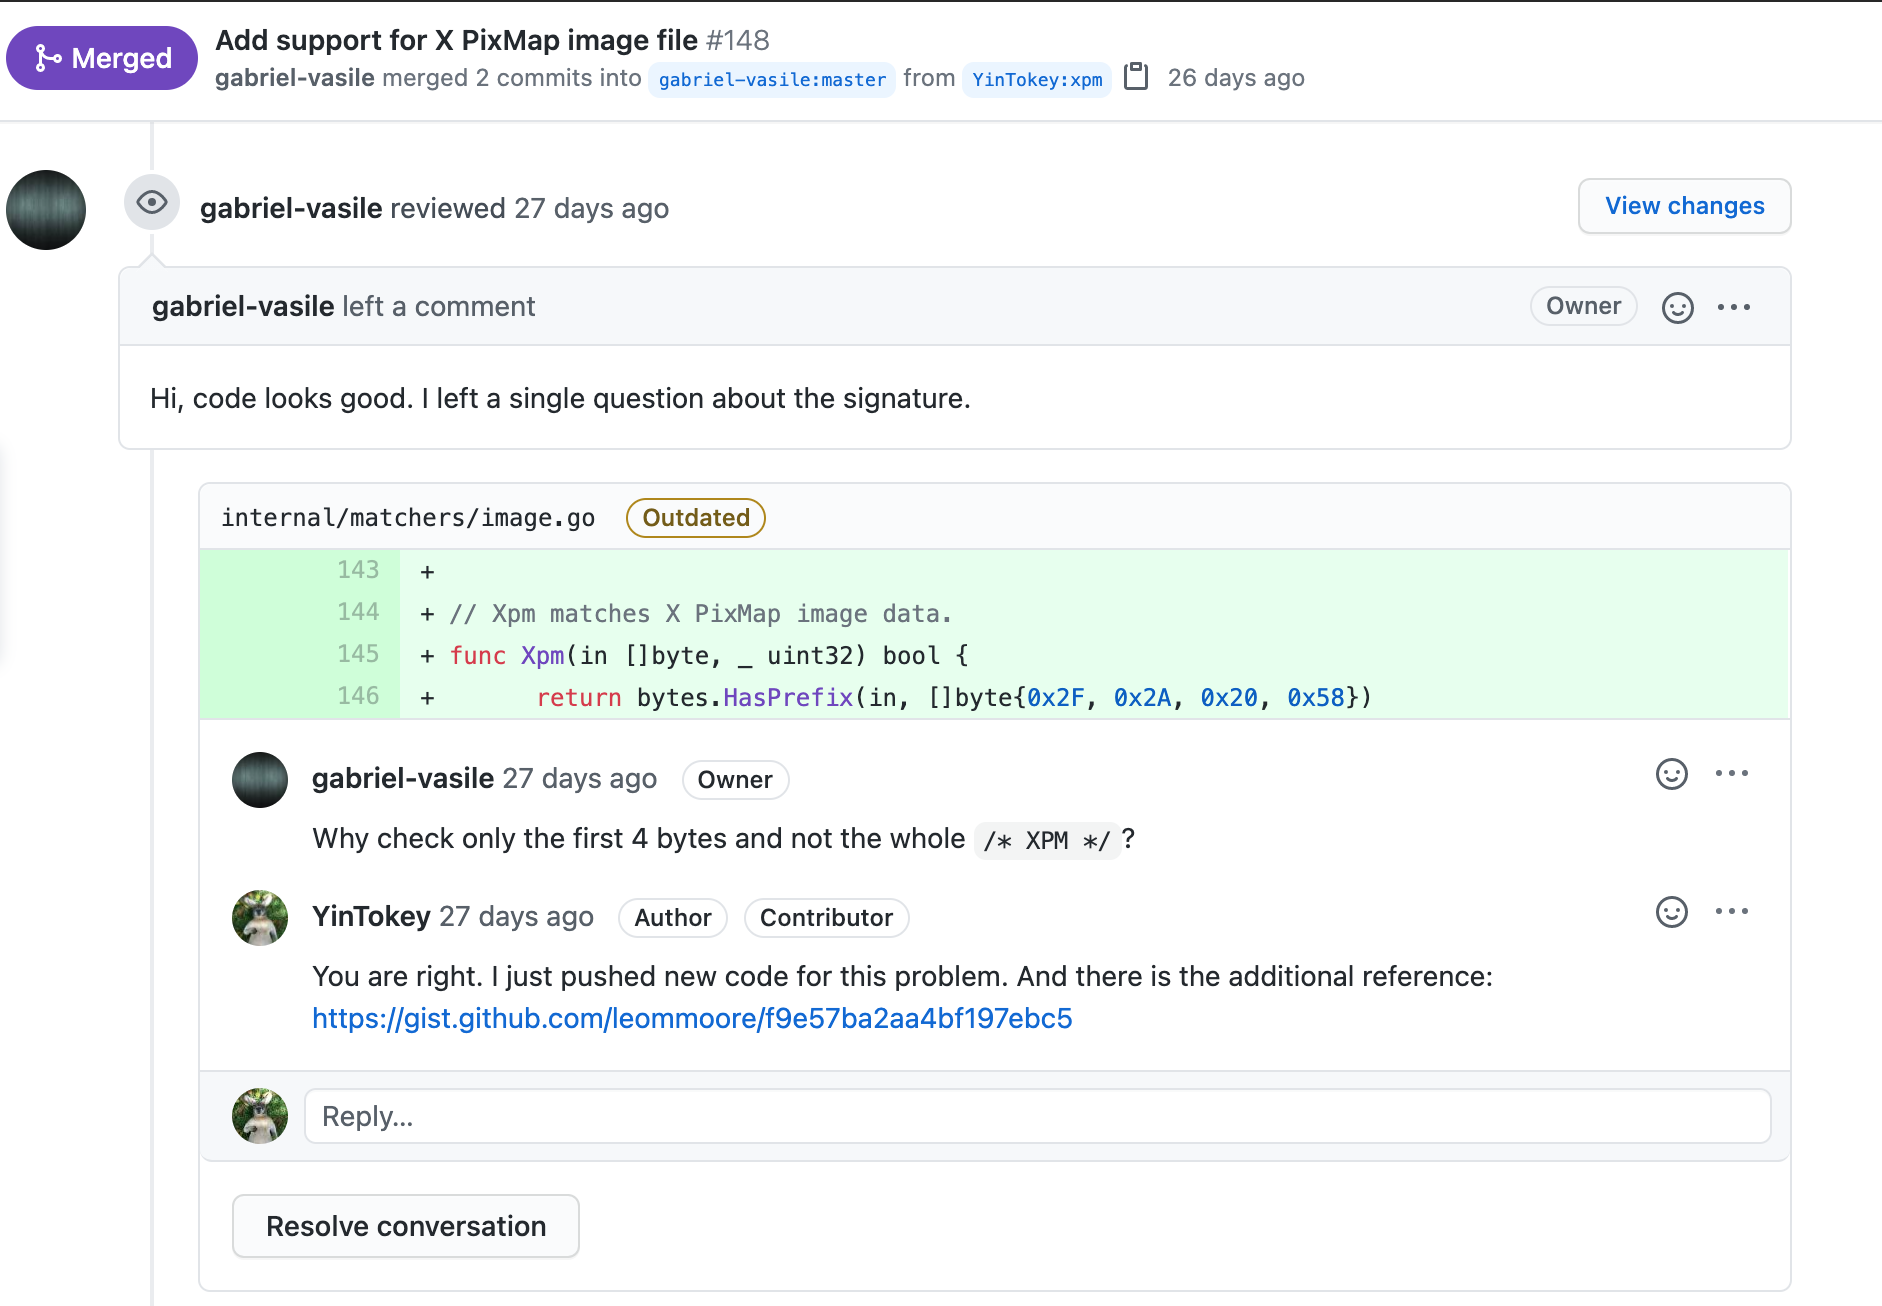 Merged
Add support for X PixMap image file #148
gabriel-vasile merged 2 commits into gabriel-vasile:master from YinTokey:xpm 26 days ago
gabriel-vasile reviewed 27 days ago
View changes
gabriel-vasile left a comment
Owner
Hi, code looks good. I left a single question about the signature.
internal/matchers/image.go Outdated
143 +
144 + // Xpm matches X PixMap image data.
145 + func Xpm(in []byte, _ uint32) bool {
146 + return bytes.HasPrefix(in, []byte{0x2F, 0x2A, 0x20, 0x58})
gabriel-vasile 27 days ago Owner
Why check only the first 4 bytes and not the whole /* XPM */ ?
YinTokey 27 days ago Author Contributor
You are right. I just pushed new code for this problem. And there is the additional reference:
https://gist.github.com/leommoore/f9e57ba2aa4bf197ebc5
Reply...
Resolve conversation